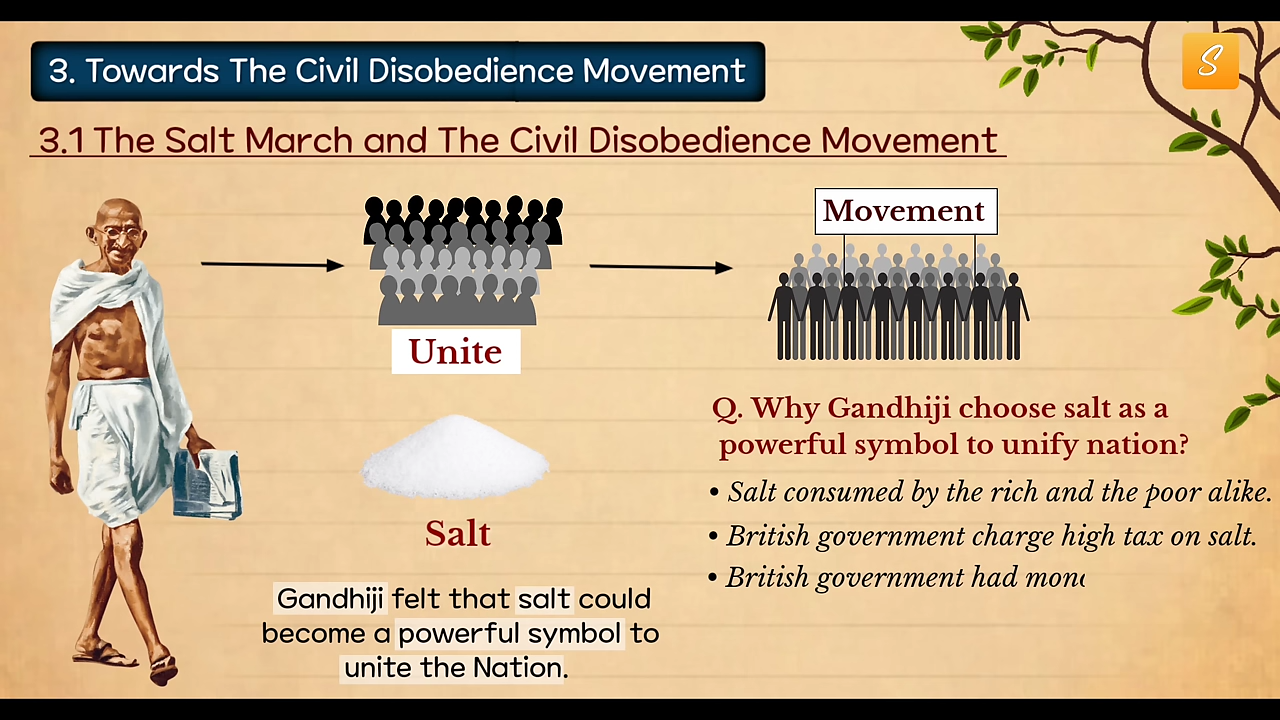 3. Towards The Civil Disobedience Movement
S
3.1 The Salt March and The Civil Disobedience Movement
Movement
Unite
Q. Why Gandhiji choose salt as a
powerful symbol to unify nation?
• Salt consumed by the rich and the poor alike.
• British government charge high tax on salt.
• British government had
Salt
Gandhiji felt that salt could
become a powerful symbol to
unite the Nation.